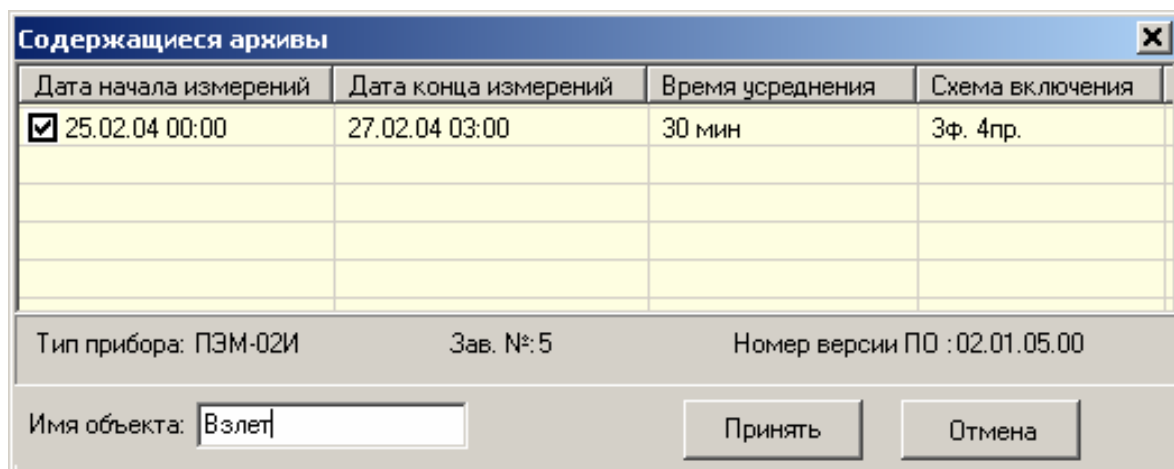 Содержащиеся архивы
Дата начала измерений Дата конца измерений Время усреднения Схема включения
25.02.04 00:00 27.02.04 03:00 30 мин 3ф. 4пр.
Тип прибора: ПЭМ-02И Зав. №: 5 Номер версии ПО : 02.01.05.00
Имя объекта: Взлет Принять Отмена